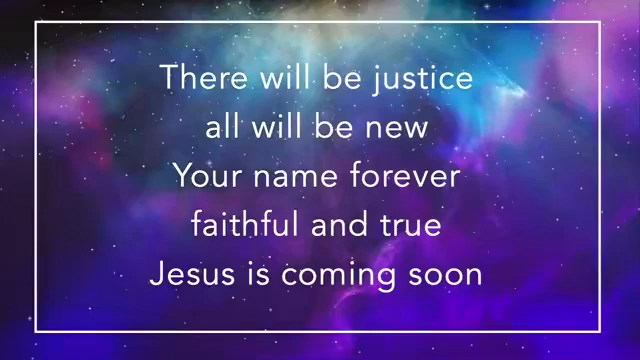 There will be justice
all will be new
Your name forever
faithful and true
Jesus is coming soon